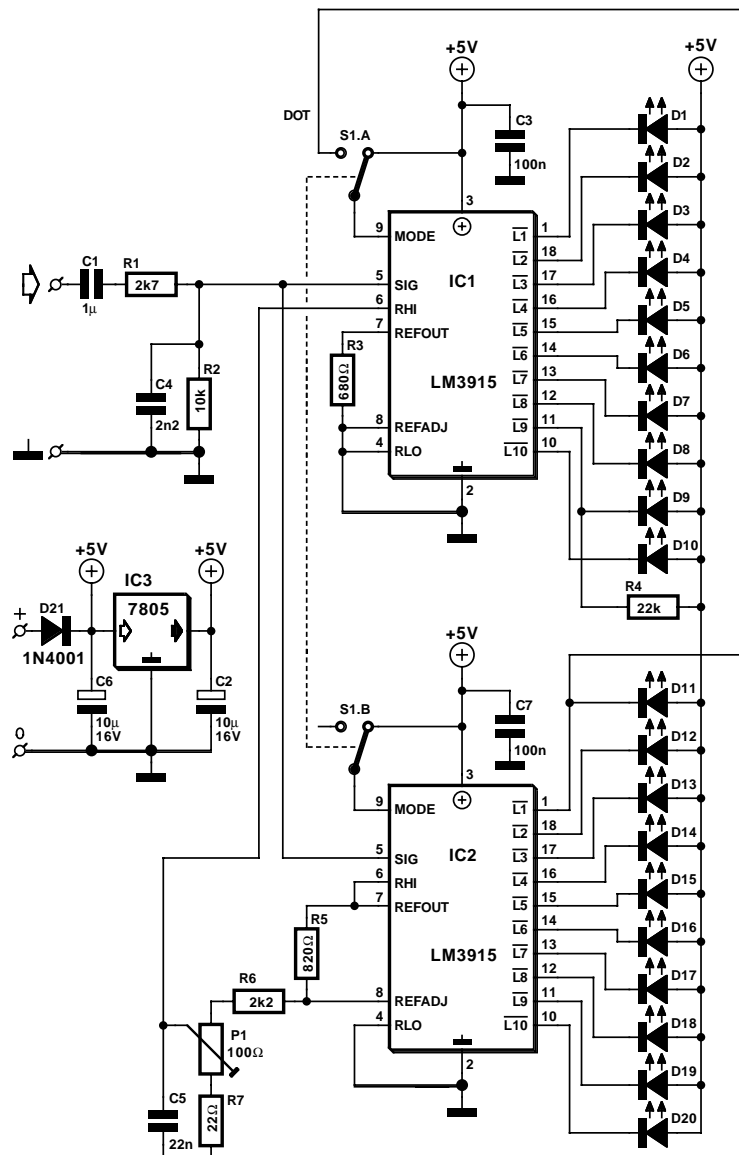 +5V
+5V
DOT
S1.A
C3
100n
D1
D2
D3
D4
D5
D6
D7
D8
D9
D10
3
9 MODE
5 SIG
6 RHI
7 REFOUT
8 REFADJ
4 RLO
IC1
LM3915
L1 1
L2 18
L3 17
L4 16
L5 15
L6 14
L7 13
L8 12
L9 11
L10 10
2
C1
1µ
R1
2k7
R3
680Ω
C4
2n2
R2
10k
R4
22k
+5V
+5V
IC3
7805
+
D21
1N4001
C6
10µ
16V
C2
10µ
16V
0
+5V
S1.B
C7
100n
D11
D12
D13
D14
D15
D16
D17
D18
D19
D20
3
9 MODE
5 SIG
6 RHI
7 REFOUT
8 REFADJ
4 RLO
IC2
LM3915
L1 1
L2 18
L3 17
L4 16
L5 15
L6 14
L7 13
L8 12
L9 11
L10 10
2
R5
820Ω
R6
2k2
P1
100Ω
C5
22n
R7
22Ω